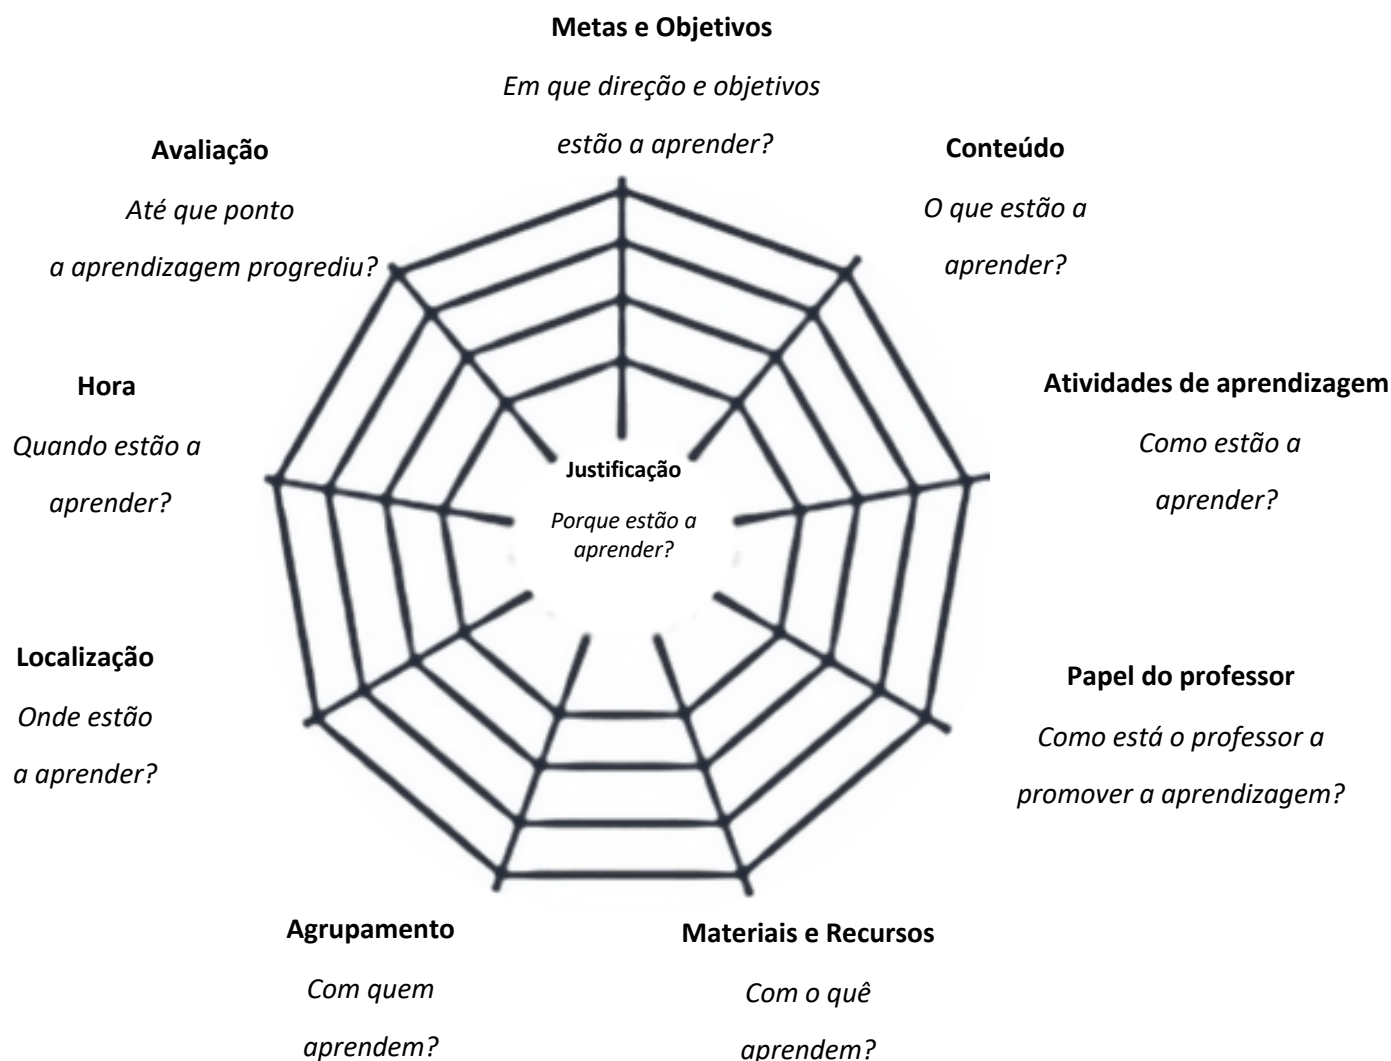 Metas e Objetivos
Em que direção e objetivos
estão a aprender?
Avaliação
Até que ponto
a aprendizagem progrediu?
Conteúdo
O que estão a
aprender?
Hora
Quando estão a
aprender?
Atividades de aprendizagem
Como estão a
aprender?
Justificação
Porque estão a
aprender?
Localização
Onde estão
a aprender?
Papel do professor
Como está o professor a
promover a aprendizagem?
Agrupamento
Com quem
aprendem?
Materiais e Recursos
Com o quê
aprendem?